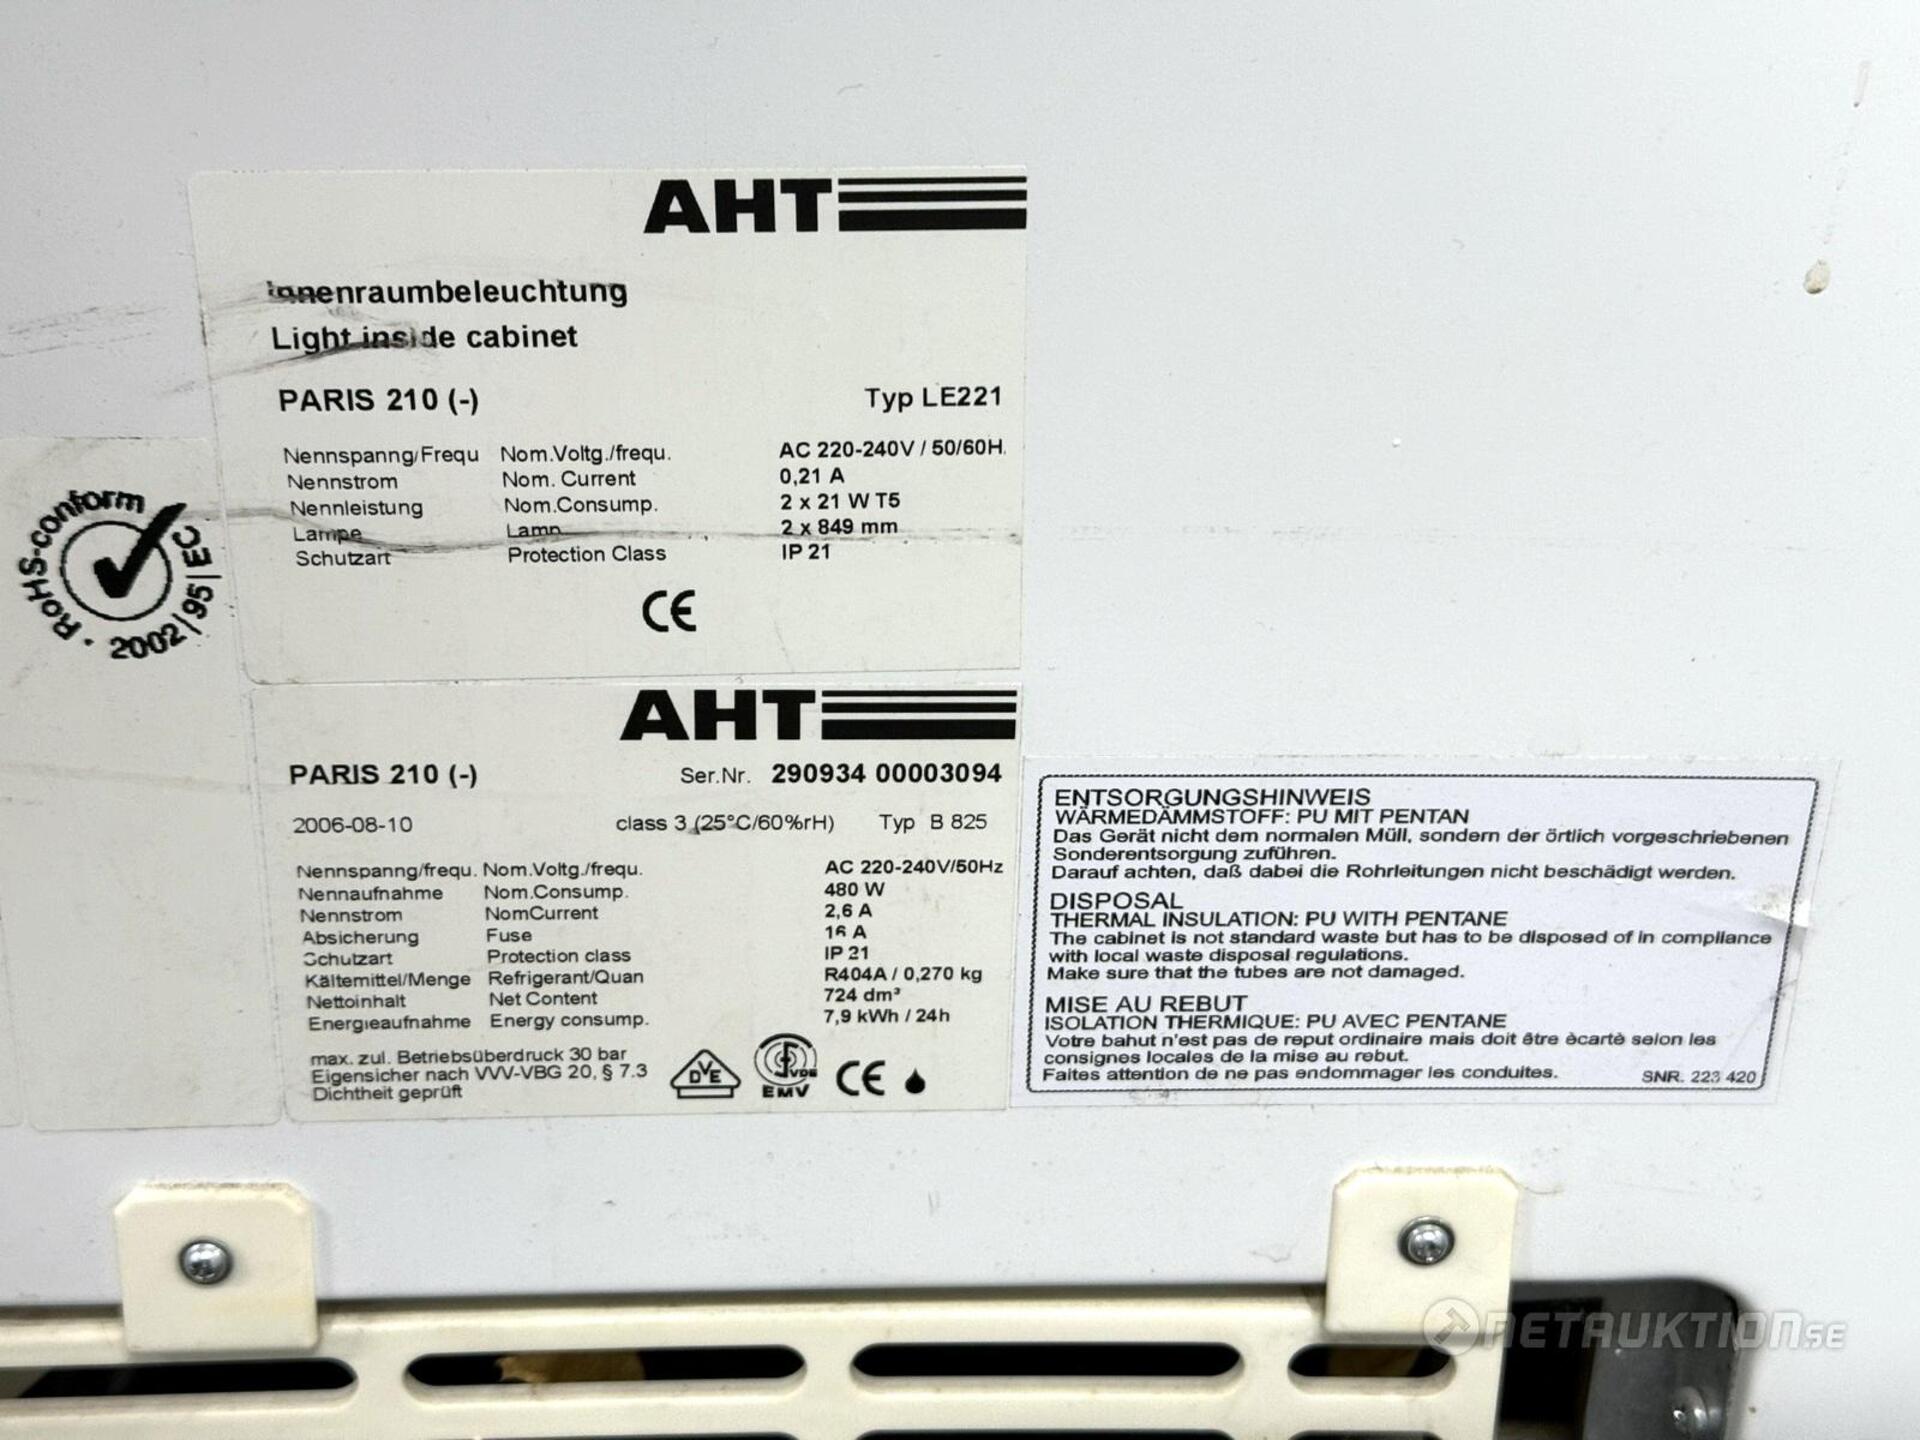 AHT
Innenraumbeleuchtung
Light inside cabinet
PARIS 210 (-) Typ LE221
Nennspanng/Frequ Nom.Voltg./frequ. AC 220-240V / 50/60H.
Nennstrom Nom. Current 0,21 A
Nennleistung Nom.Consump. 2 x 21 W T5
Lampe Lamp 2 x 849 mm
Schutzart Protection Class IP 21
CE
RoHS-conform • 2002/95/EC
AHT
PARIS 210 (-) Ser.Nr. 290934 00003094
2006-08-10 class 3 (25°C/60%rH) Typ B 825
Nennspanng/frequ. Nom.Voltg./frequ. AC 220-240V/50Hz
Nennaufnahme Nom.Consump. 480 W
Nennstrom NomCurrent 2,6 A
Absicherung Fuse 16 A
Schutzart Protection class IP 21
Kältemittel/Menge Refrigerant/Quan R404A / 0,270 kg
Nettoinhalt Net Content 724 dm³
Energieaufnahme Energy consump. 7,9 kWh / 24h
max. zul. Betriebsüberdruck 30 bar
Eigensicher nach VVV-VBG 20, § 7.3
Dichtheit geprüft
DVE
VDE
EMV
CE
ENTSORGUNGSHINWEIS
WÄRMEDÄMMSTOFF: PU MIT PENTAN
Das Gerät nicht dem normalen Müll, sondern der örtlich vorgeschriebenen
Sonderentsorgung zuführen.
Darauf achten, daß dabei die Rohrleitungen nicht beschädigt werden.
DISPOSAL
THERMAL INSULATION: PU WITH PENTANE
The cabinet is not standard waste but has to be disposed of in compliance
with local waste disposal regulations.
Make sure that the tubes are not damaged.
MISE AU REBUT
ISOLATION THERMIQUE: PU AVEC PENTANE
Votre bahut n'est pas de reput ordinaire mais doit être ècartè selon les
consignes locales de la mise au rebut.
Faites attention de ne pas endommager les conduites.
SNR. 223 420
NETAUKTION.SE